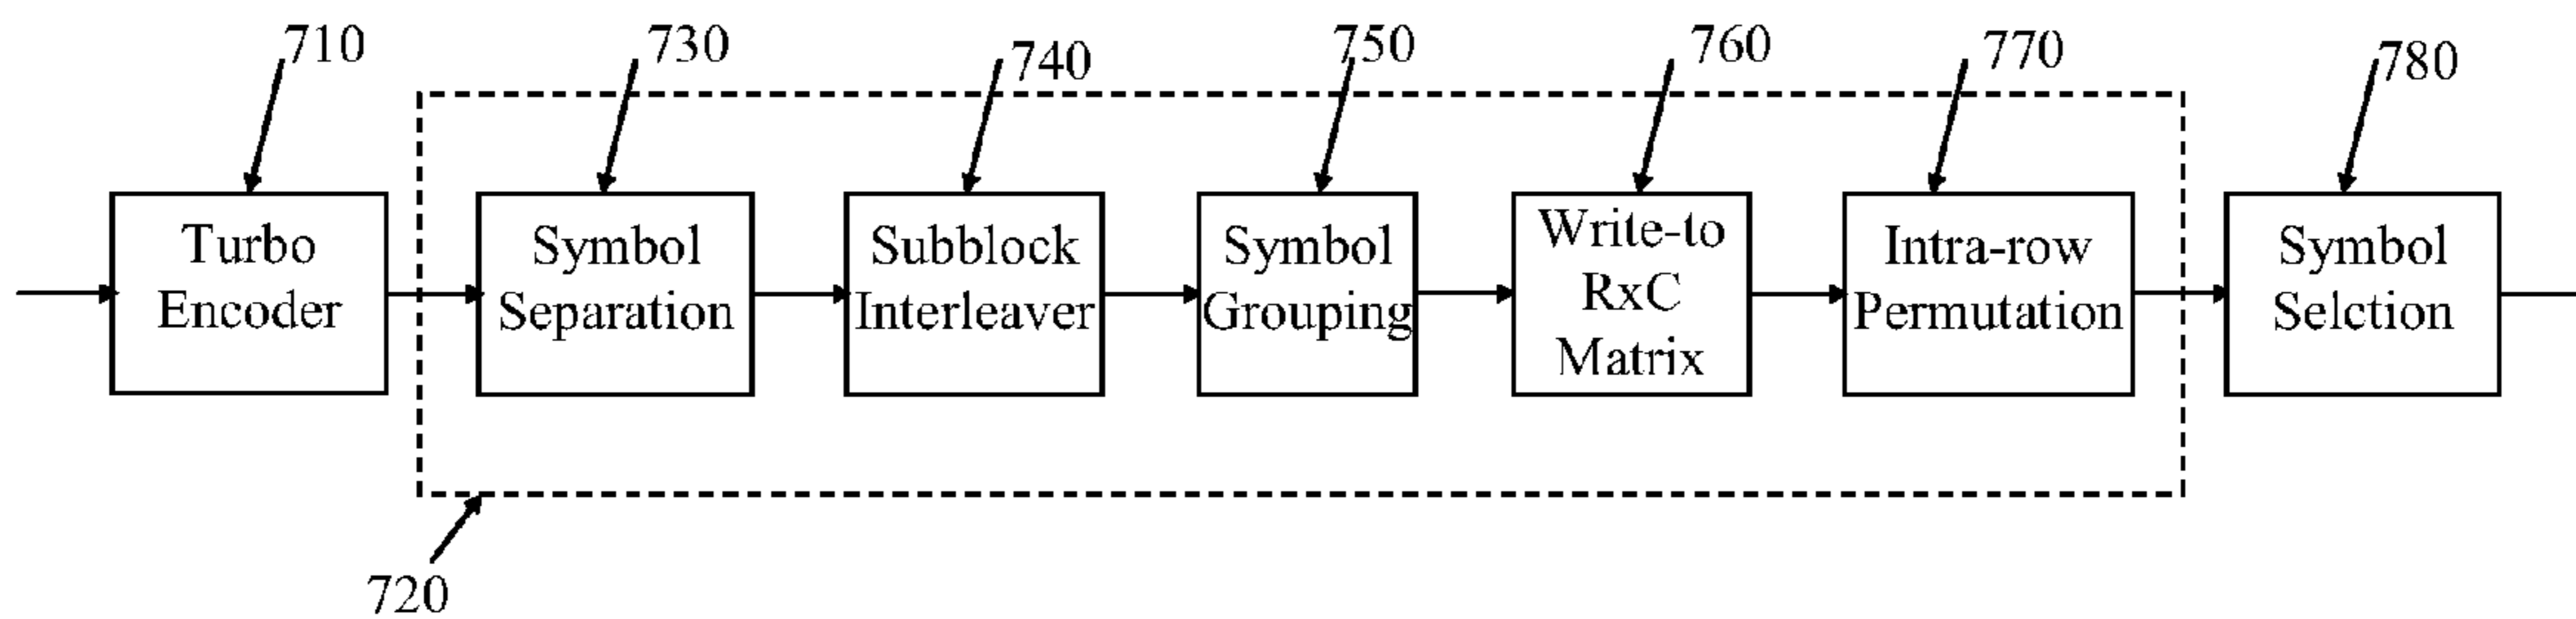 710
730
740
750
760
770
780
Turbo
Encoder
Symbol
Separation
Subblock
Interleaver
Symbol
Grouping
Write-to
RxC
Matrix
Intra-row
Permutation
Symbol
Selction
720